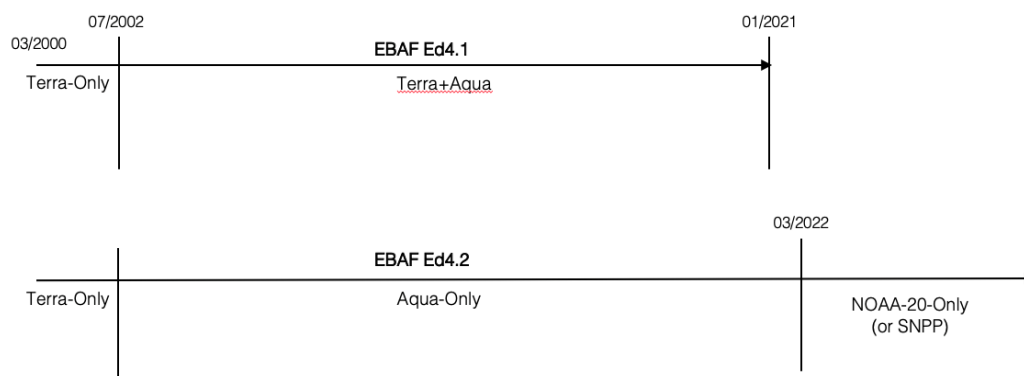 07/2002
01/2021
03/2000
EBAF Ed4.1
Terra-Only
Terra+Aqua
03/2022
EBAF Ed4.2
Terra-Only
Aqua-Only
NOAA-20-Only
(or SNPP)